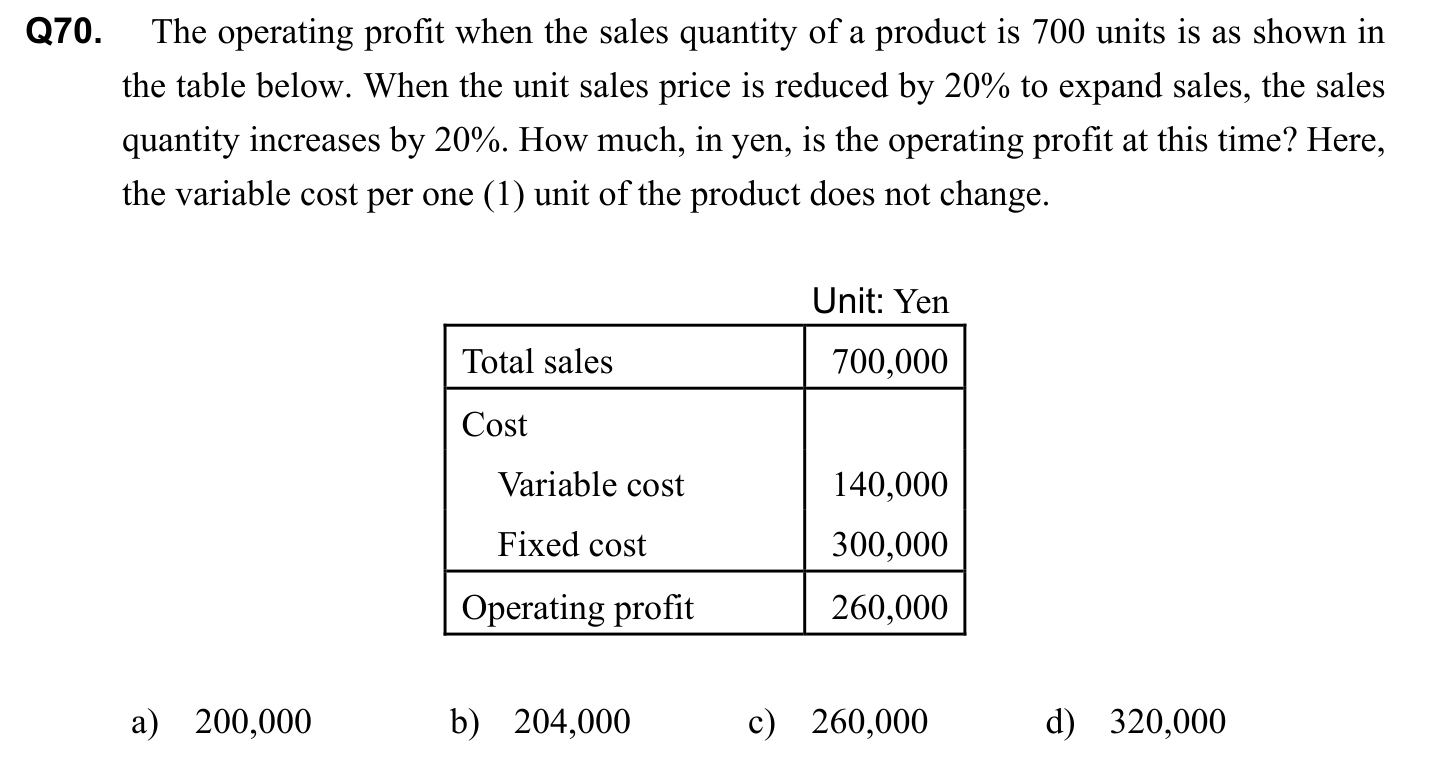 Q70. The operating profit when the sales quantity of a product is 700 units is as shown in
the table below. When the unit sales price is reduced by 20% to expand sales, the sales
quantity increases by 20%. How much, in yen, is the operating profit at this time? Here,
the variable cost per one (1) unit of the product does not change.
Unit: Yen
Total sales 700,000
Cost
Variable cost 140,000
Fixed cost 300,000
Operating profit 260,000
a) 200,000 b) 204,000 c) 260,000 d) 320,000